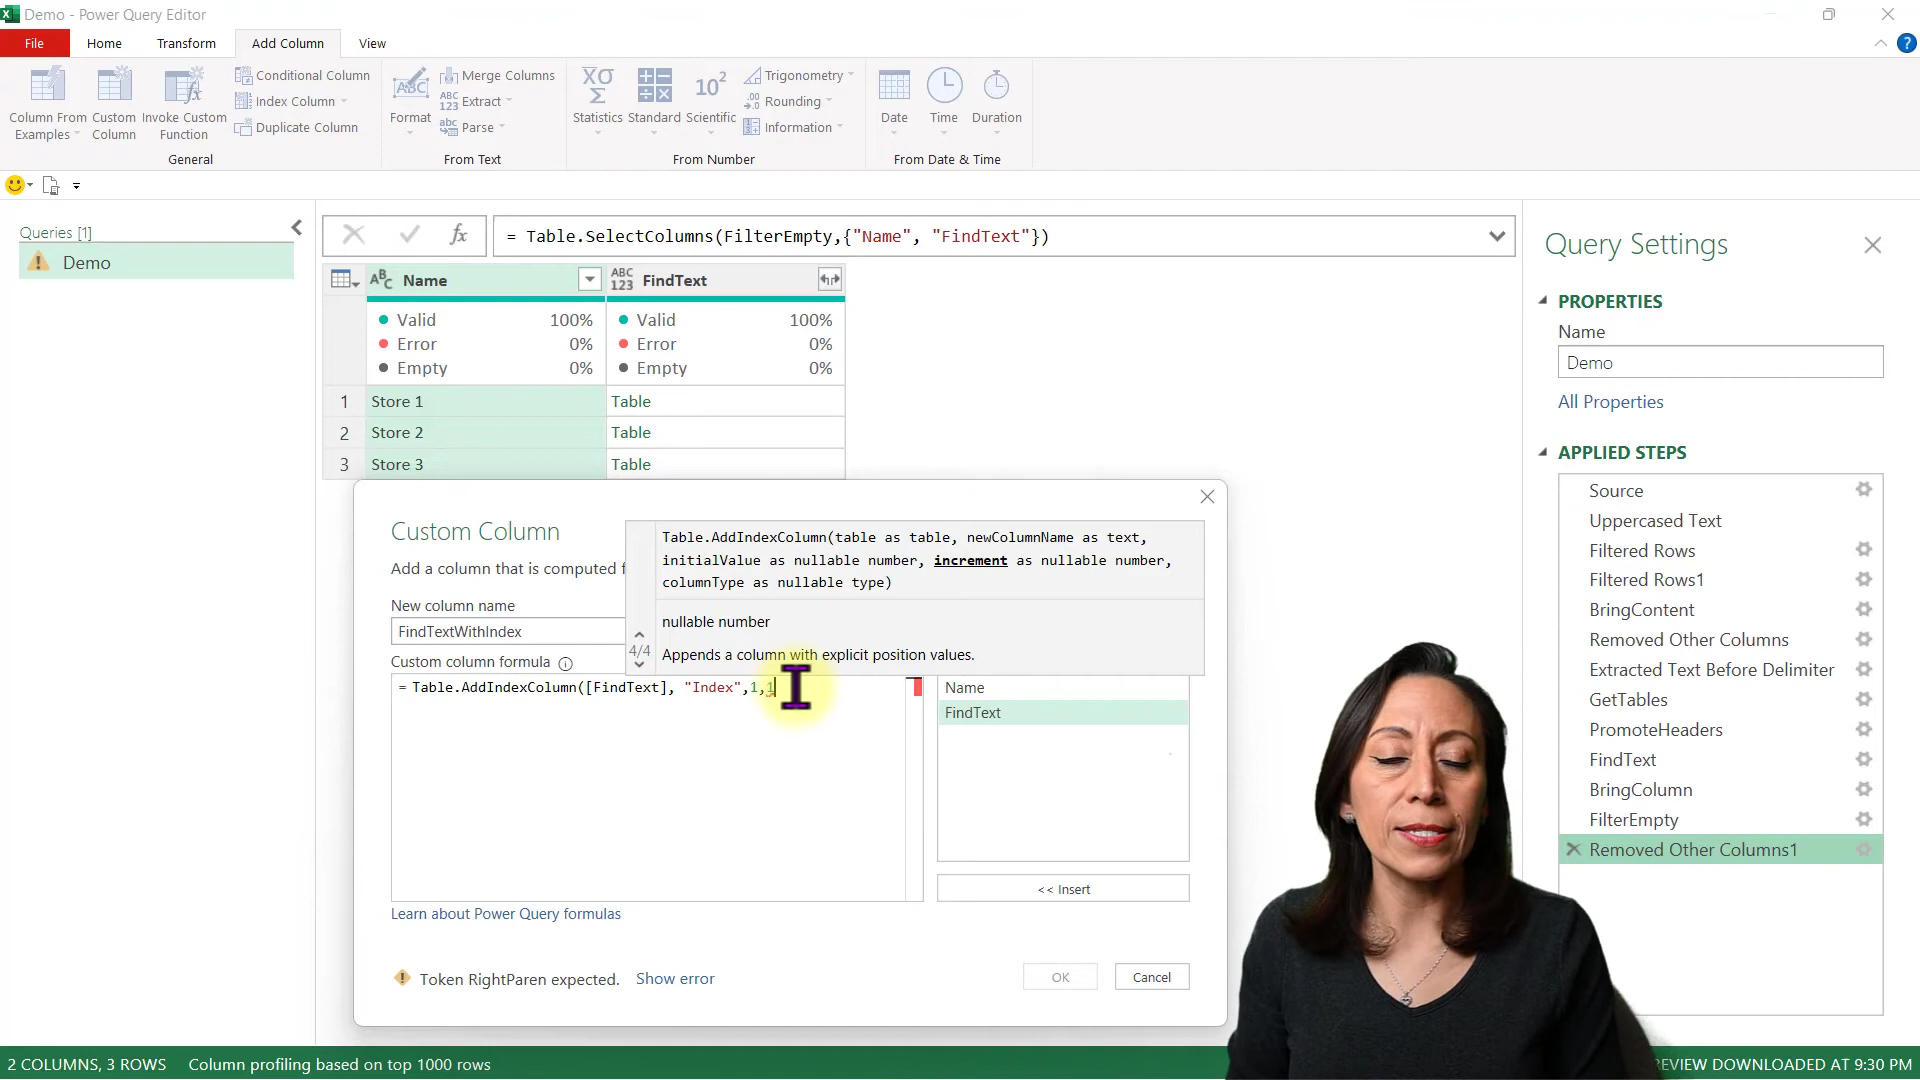 Demo - Power Query Editor
File Home Transform Add Column View
Column From Examples
Custom Column
Invoke Custom Function
Conditional Column
Index Column
Duplicate Column
General
Format
Merge Columns
Extract
Parse
From Text
Statistics
Standard
Scientific
Trigonometry
Rounding
Information
From Number
Date
Time
Duration
From Date & Time
Queries [1]
Demo
= Table.SelectColumns(FilterEmpty,{"Name", "FindText"})
Name FindText
Valid 100% Valid 100%
Error 0% Error 0%
Empty 0% Empty 0%
1 Store 1 Table
2 Store 2 Table
3 Store 3 Table
Custom Column
Add a column that is computed f
New column name
FindTextWithIndex
Custom column formula
= Table.AddIndexColumn([FindText], "Index",1,1
Table.AddIndexColumn(table as table, newColumnName as text,
initialValue as nullable number, increment as nullable number,
columnType as nullable type)
nullable number
4/4
Appends a column with explicit position values.
Name
FindText
<< Insert
Learn about Power Query formulas
Token RightParen expected. Show error
OK Cancel
Query Settings
PROPERTIES
Name
Demo
All Properties
APPLIED STEPS
Source
Uppercased Text
Filtered Rows
Filtered Rows1
BringContent
Removed Other Columns
Extracted Text Before Delimiter
GetTables
PromoteHeaders
FindText
BringColumn
FilterEmpty
Removed Other Columns1
2 COLUMNS, 3 ROWS Column profiling based on top 1000 rows
REVIEW DOWNLOADED AT 9:30 PM